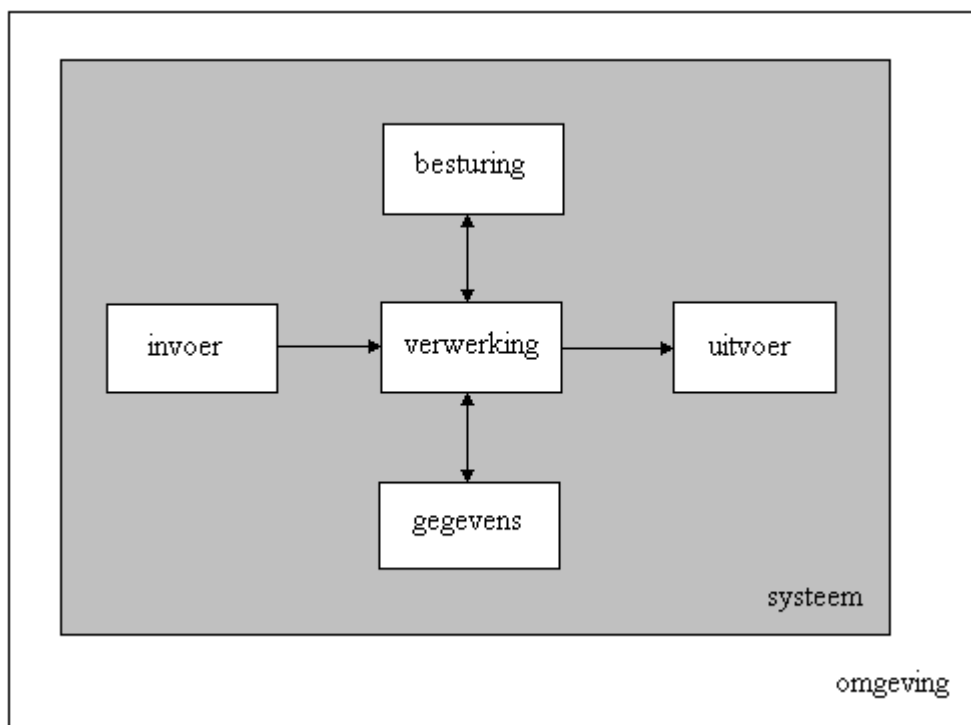 besturing
invoer
verwerking
uitvoer
gegevens
systeem
omgeving